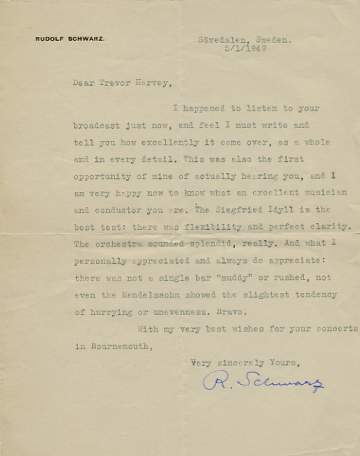 RUDOLF SCHWARZ.
Sävedalen, Sweden.
5/1/1949
Dear Trevor Harvey,
I happened to listen to your
broadcast just now, and feel I must write and
tell you how excellently it came over, as a whole
and in every detail. This was also the first
opportunity of mine of actually hearing you, and I
am very happy now to know what an excellent musician
and conductor you are. The Siegfried Idyll is the
best test: there was flexibility and perfect clarity.
The orchestra sounded splendid, really. And what I
personally appreciated and always do appreciate:
there was not a single bar "muddy" or rushed, not
even the Mendelssohn showed the slightest tendency
of hurrying or unevenness. Bravo.
With my very best wishes for your concerts
in Bournemouth,
Very sincerely Yours,
R. Schwarz